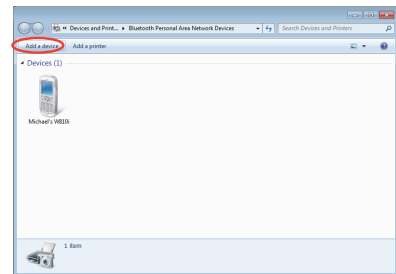 « Devices and Print... ▸ Bluetooth Personal Area Network Devices
Search Devices and Printers
Add a device
Add a printer
Devices (1)
Michael's W810i
1 item